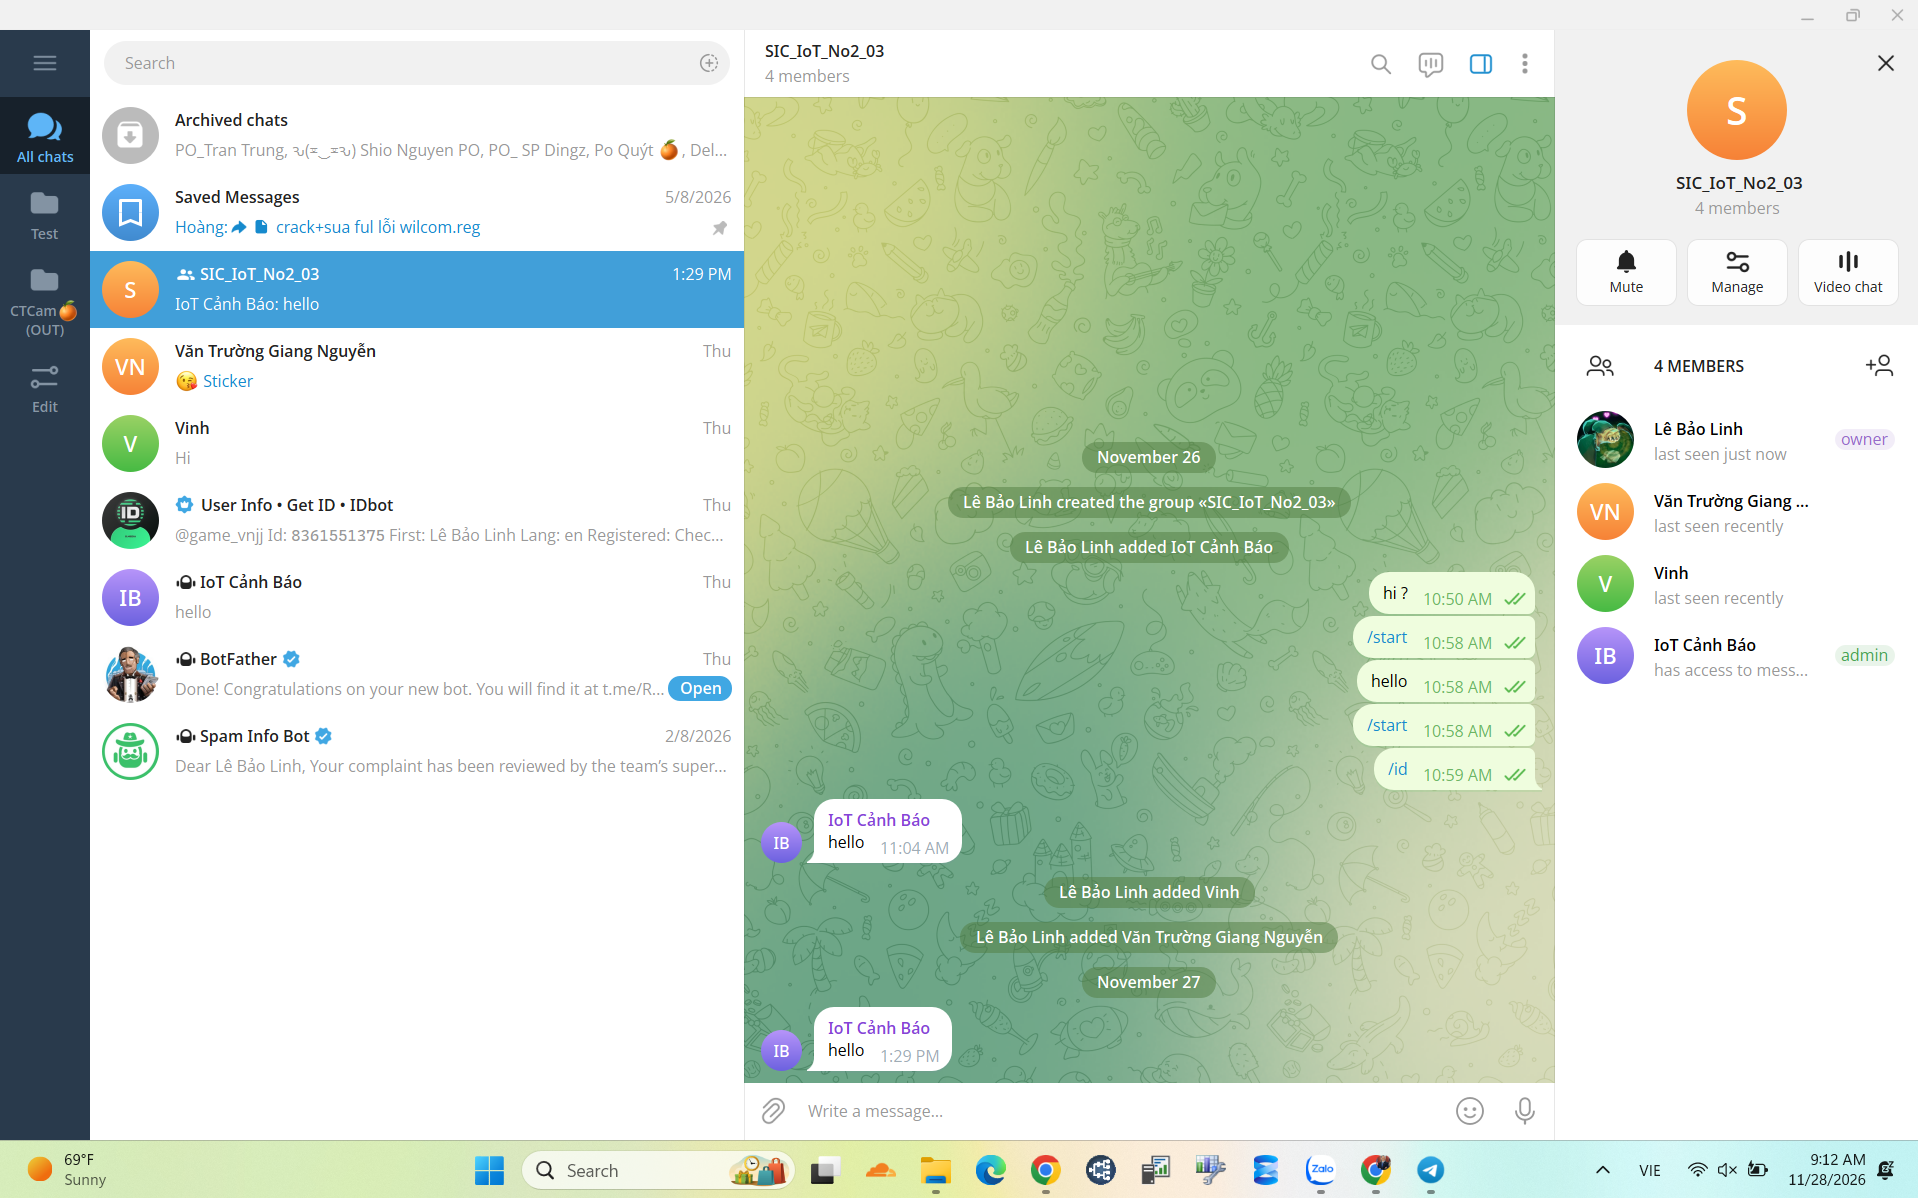 All chats
Test
CTCam🍊
(OUT)
Edit
Search
Archived chats
PO_Tran Trung, Shio Nguyen PO, PO_ SP Dingz, Po Quýt 🍊, Del...
Saved Messages 5/8/2026
Hoàng: crack+sua ful lỗi wilcom.reg
S SIC_IoT_No2_03 1:29 PM
IoT Cảnh Báo: hello
VN Văn Trường Giang Nguyễn Thu
😘 Sticker
V Vinh Thu
Hi
ID User Info • Get ID • IDbot Thu
@game_vnjj Id: 8361551375 First: Lê Bảo Linh Lang: en Registered: Chec...
IB IoT Cảnh Báo Thu
hello
BotFather Thu
Done! Congratulations on your new bot. You will find it at t.me/R... Open
Spam Info Bot 2/8/2026
Dear Lê Bảo Linh, Your complaint has been reviewed by the team's super...
SIC_IoT_No2_03
4 members
November 26
Lê Bảo Linh created the group «SIC_IoT_No2_03»
Lê Bảo Linh added IoT Cảnh Báo
hi ? 10:50 AM
/start 10:58 AM
hello 10:58 AM
/start 10:58 AM
/id 10:59 AM
IoT Cảnh Báo
IB hello 11:04 AM
Lê Bảo Linh added Vinh
Lê Bảo Linh added Văn Trường Giang Nguyễn
November 27
IoT Cảnh Báo
IB hello 1:29 PM
Write a message...
S
SIC_IoT_No2_03
4 members
Mute Manage Video chat
4 MEMBERS
Lê Bảo Linh owner
last seen just now
VN Văn Trường Giang ...
last seen recently
V Vinh
last seen recently
IB IoT Cảnh Báo admin
has access to mess...
69°F
Sunny
Search
Zalo
VIE
9:12 AM
11/28/2026